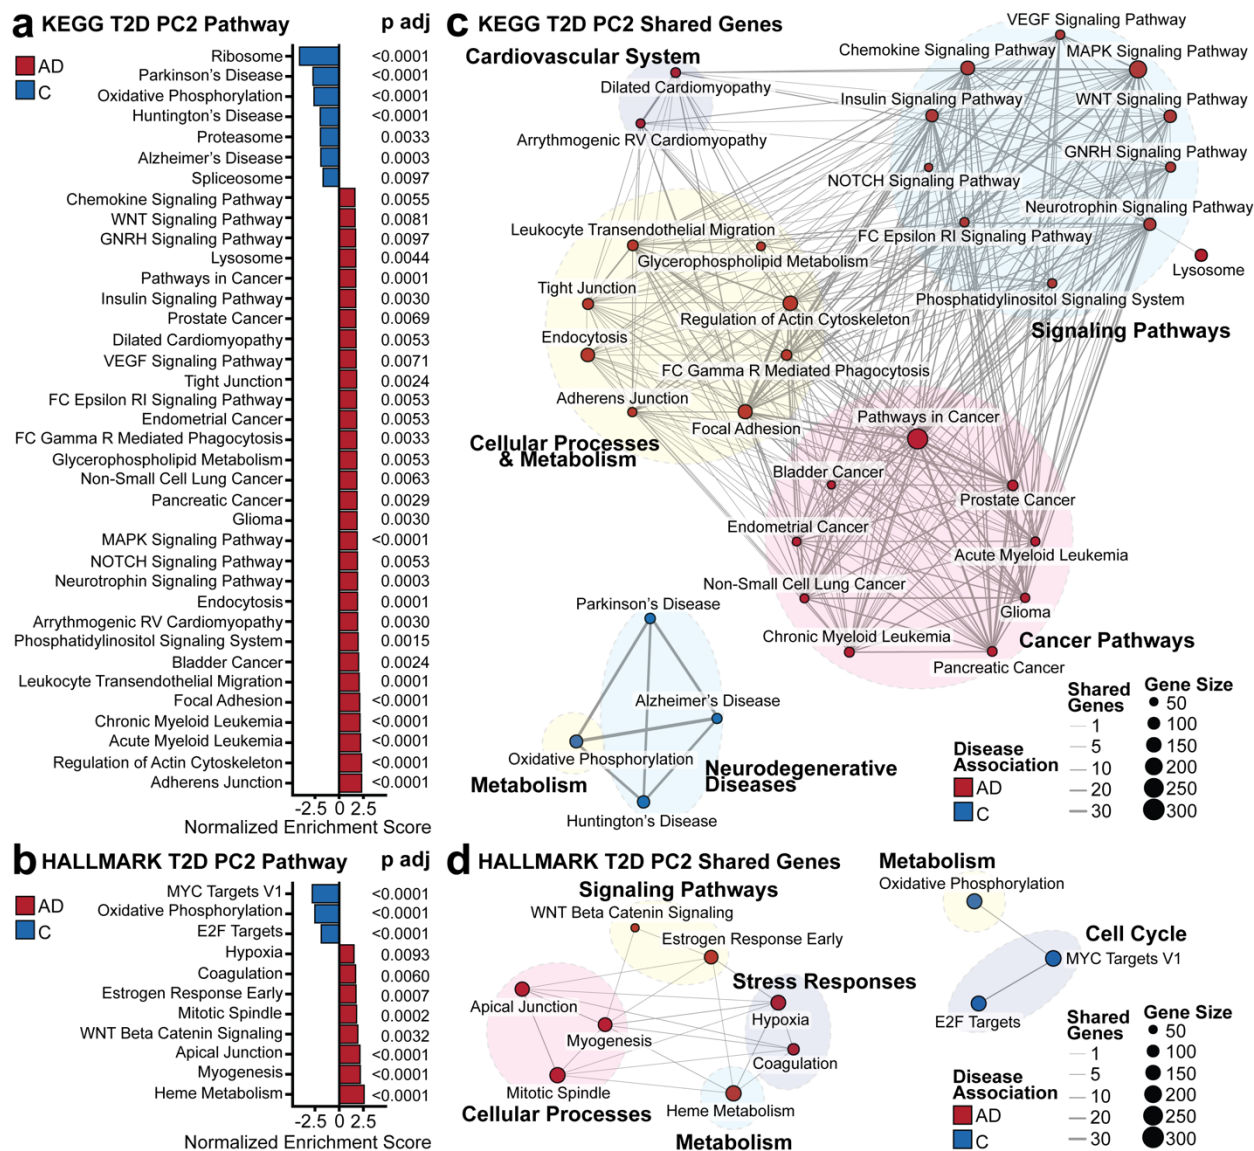 a KEGG T2D PC2 Pathway p adj
AD
C
Ribosome <0.0001
Parkinson's Disease <0.0001
Oxidative Phosphorylation <0.0001
Huntington's Disease <0.0001
Proteasome 0.0033
Alzheimer's Disease 0.0003
Spliceosome 0.0097
Chemokine Signaling Pathway 0.0055
WNT Signaling Pathway 0.0081
GNRH Signaling Pathway 0.0097
Lysosome 0.0044
Pathways in Cancer 0.0001
Insulin Signaling Pathway 0.0030
Prostate Cancer 0.0069
Dilated Cardiomyopathy 0.0053
VEGF Signaling Pathway 0.0071
Tight Junction 0.0024
FC Epsilon RI Signaling Pathway 0.0053
Endometrial Cancer 0.0053
FC Gamma R Mediated Phagocytosis 0.0033
Glycerophospholipid Metabolism 0.0053
Non-Small Cell Lung Cancer 0.0063
Pancreatic Cancer 0.0029
Glioma 0.0030
MAPK Signaling Pathway <0.0001
NOTCH Signaling Pathway 0.0053
Neurotrophin Signaling Pathway 0.0003
Endocytosis 0.0001
Arrythmogenic RV Cardiomyopathy 0.0030
Phosphatidylinositol Signaling System 0.0015
Bladder Cancer 0.0024
Leukocyte Transendothelial Migration 0.0001
Focal Adhesion <0.0001
Chronic Myeloid Leukemia <0.0001
Acute Myeloid Leukemia <0.0001
Regulation of Actin Cytoskeleton <0.0001
Adherens Junction <0.0001
-2.5 0 2.5
Normalized Enrichment Score
b HALLMARK T2D PC2 Pathway p adj
AD
C
MYC Targets V1 <0.0001
Oxidative Phosphorylation <0.0001
E2F Targets <0.0001
Hypoxia 0.0093
Coagulation 0.0060
Estrogen Response Early 0.0007
Mitotic Spindle 0.0002
WNT Beta Catenin Signaling 0.0032
Apical Junction <0.0001
Myogenesis <0.0001
Heme Metabolism <0.0001
-2.5 0 2.5
Normalized Enrichment Score
c KEGG T2D PC2 Shared Genes
Cardiovascular System
Dilated Cardiomyopathy
Arrythmogenic RV Cardiomyopathy
VEGF Signaling Pathway
Chemokine Signaling Pathway
MAPK Signaling Pathway
Insulin Signaling Pathway
WNT Signaling Pathway
GNRH Signaling Pathway
NOTCH Signaling Pathway
Neurotrophin Signaling Pathway
FC Epsilon RI Signaling Pathway
Lysosome
Phosphatidylinositol Signaling System
Signaling Pathways
Leukocyte Transendothelial Migration
Glycerophospholipid Metabolism
Tight Junction
Regulation of Actin Cytoskeleton
Endocytosis
FC Gamma R Mediated Phagocytosis
Adherens Junction
Focal Adhesion
Cellular Processes
& Metabolism
Pathways in Cancer
Bladder Cancer
Prostate Cancer
Endometrial Cancer
Acute Myeloid Leukemia
Non-Small Cell Lung Cancer
Glioma
Chronic Myeloid Leukemia
Cancer Pathways
Pancreatic Cancer
Parkinson's Disease
Alzheimer's Disease
Oxidative Phosphorylation
Metabolism
Neurodegenerative
Diseases
Huntington's Disease
Disease
Association
AD
C
Shared
Genes
1
5
10
20
30
Gene Size
50
100
150
200
250
300
d HALLMARK T2D PC2 Shared Genes
Signaling Pathways
WNT Beta Catenin Signaling
Estrogen Response Early
Stress Responses
Apical Junction
Hypoxia
Myogenesis
Coagulation
Mitotic Spindle
Cellular Processes
Heme Metabolism
Metabolism
Metabolism
Oxidative Phosphorylation
Cell Cycle
MYC Targets V1
E2F Targets
Disease
Association
AD
C
Shared
Genes
1
5
10
20
30
Gene Size
50
100
150
200
250
300